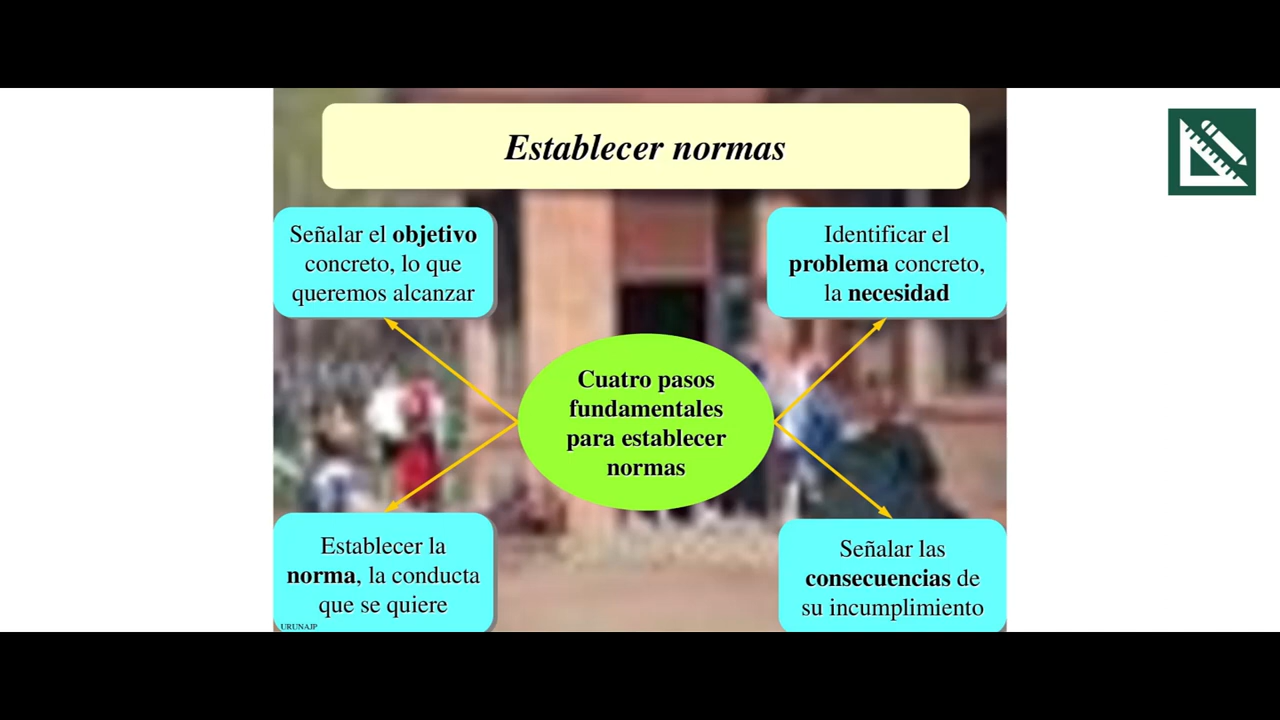 Establecer normas
Señalar el objetivo
concreto, lo que
queremos alcanzar
Identificar el
problema concreto,
la necesidad
Cuatro pasos
fundamentales
para establecer
normas
Establecer la
norma, la conducta
que se quiere
Señalar las
consecuencias de
su incumplimiento
URUNAJP